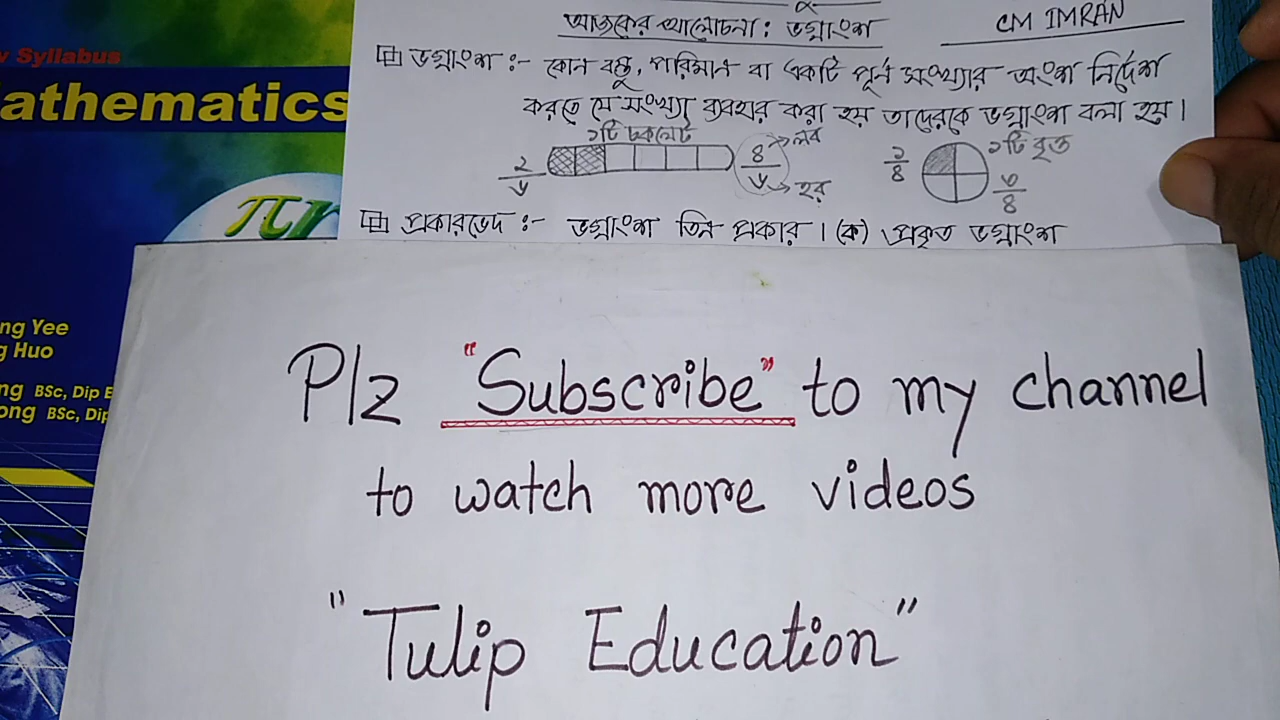 আজকের আলোচনা : ভগ্নাংশ
CM IMRAN
ভগ্নাংশ :- কোন বস্তু, পরিমান বা একটি পূর্ন সংখ্যার অংশ নির্দেশ
করতে যে সংখ্যা ব্যবহার করা হয় তাদেরকে ভগ্নাংশ বলা হয়।
১টি চকলেট
২/৬
৪/৬ →লব →হর
১/৪
১টি বৃত্ত
৩/৪
প্রকারভেদ :- ভগ্নাংশ তিন প্রকার। (ক) প্রকৃত ভগ্নাংশ
Syllabus
athematics
π
ng Yee
g Huo
ng BSc, Dip E
ong BSc, Dip
Plz "Subscribe" to my channel
to watch more videos
"Tulip Education"